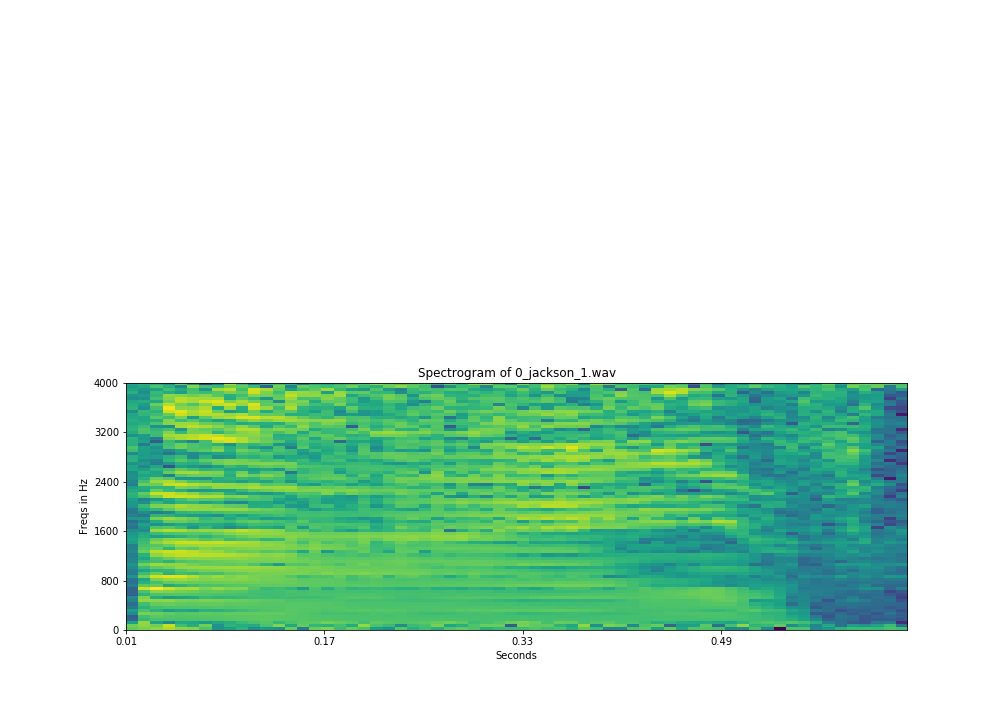 Spectrogram of 0_jackson_1.wav
4000
3200
2400
1600
800
0
Freqs in Hz
0.01 0.17 0.33 0.49
Seconds